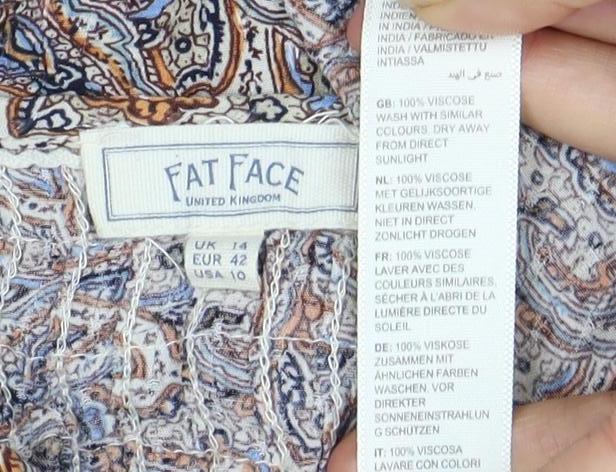 FAT FACE
UNITED KINGDOM
UK 14
EUR 42
USA 10
INDIEN
IN INDIA /
INDIA / FABRICADO EN
INDIA / VALMISTETTU
INTIASSA
صنع في الهند
GB: 100% VISCOSE
WASH WITH SIMILAR
COLOURS. DRY AWAY
FROM DIRECT
SUNLIGHT
NL: 100% VISCOSE
MET GELIJKSOORTIGE
KLEUREN WASSEN.
NIET IN DIRECT
ZONLICHT DROGEN
FR: 100% VISCOSE
LAVER AVEC DES
COULEURS SIMILAIRES.
SÉCHER À L'ABRI DE LA
LUMIÈRE DIRECTE DU
SOLEIL
DE: 100% VISKOSE
ZUSAMMEN MIT
ÄHNLICHEN FARBEN
WASCHEN. VOR
DIREKTER
SONNENEINSTRAHLUN
G SCHÜTZEN
IT: 100% VISCOSA
LAVARE CON COLORI